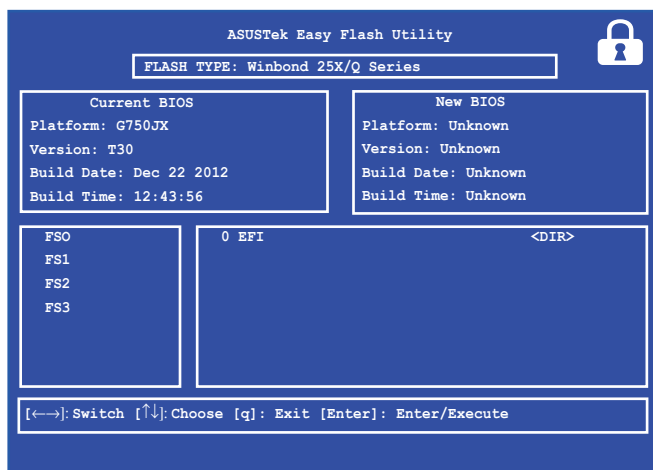 ASUSTek Easy Flash Utility
FLASH TYPE: Winbond 25X/Q Series
Current BIOS
Platform: G750JX
Version: T30
Build Date: Dec 22 2012
Build Time: 12:43:56
New BIOS
Platform: Unknown
Version: Unknown
Build Date: Unknown
Build Time: Unknown
FSO
FS1
FS2
FS3
0 EFI <DIR>
[←→]: Switch [↑↓]: Choose [q]: Exit [Enter]: Enter/Execute